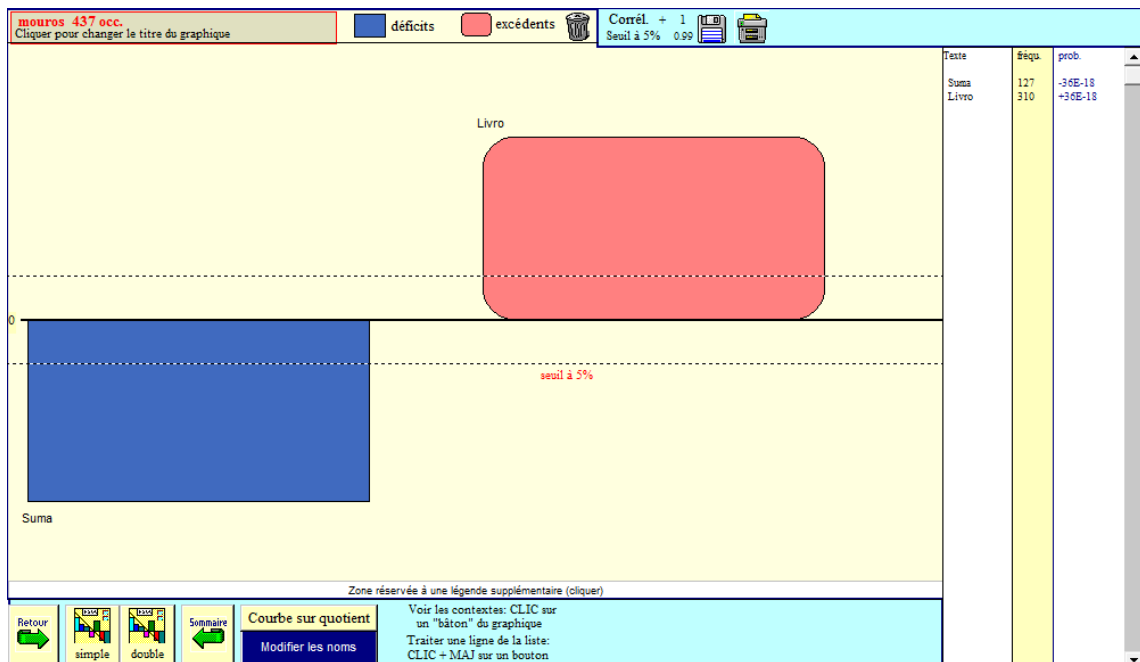 mouros 437 occ.
Cliquer pour changer le titre du graphique
déficits
excédents
Corrél. + 1
Seuil à 5% 0.99
Texte fréqu. prob.
Suma 127 -36E-18
Livro 310 +36E-18
Livro
0
seuil à 5%
Suma
Zone réservée à une légende supplémentaire (cliquer)
Retour
simple
double
Sommaire
Courbe sur quotient
Modifier les noms
Voir les contextes: CLIC sur
un "bâton" du graphique
Traiter une ligne de la liste:
CLIC + MAJ sur un bouton